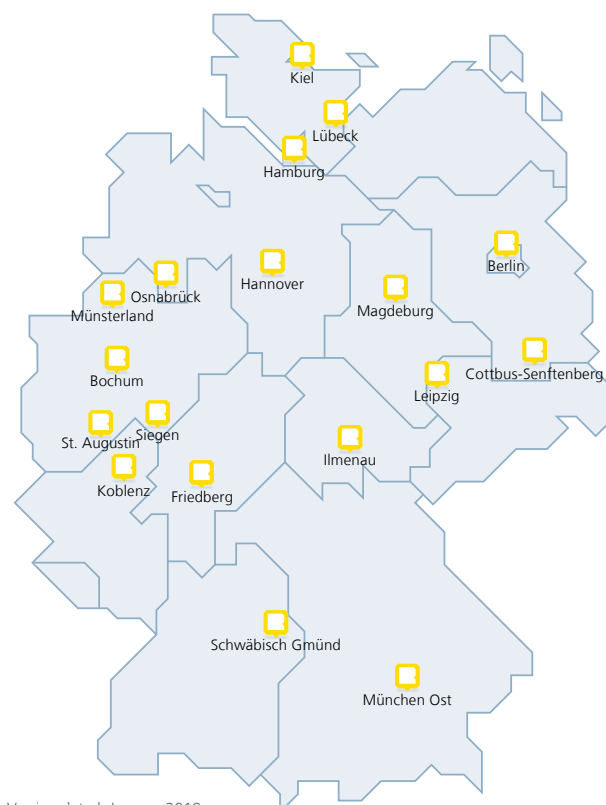 Kiel
Lübeck
Hamburg
Berlin
Hannover
Osnabrück
Münsterland
Magdeburg
Bochum
Cottbus-Senftenberg
Leipzig
St. Augustin
Siegen
Ilmenau
Koblenz
Friedberg
Schwäbisch Gmünd
München Ost